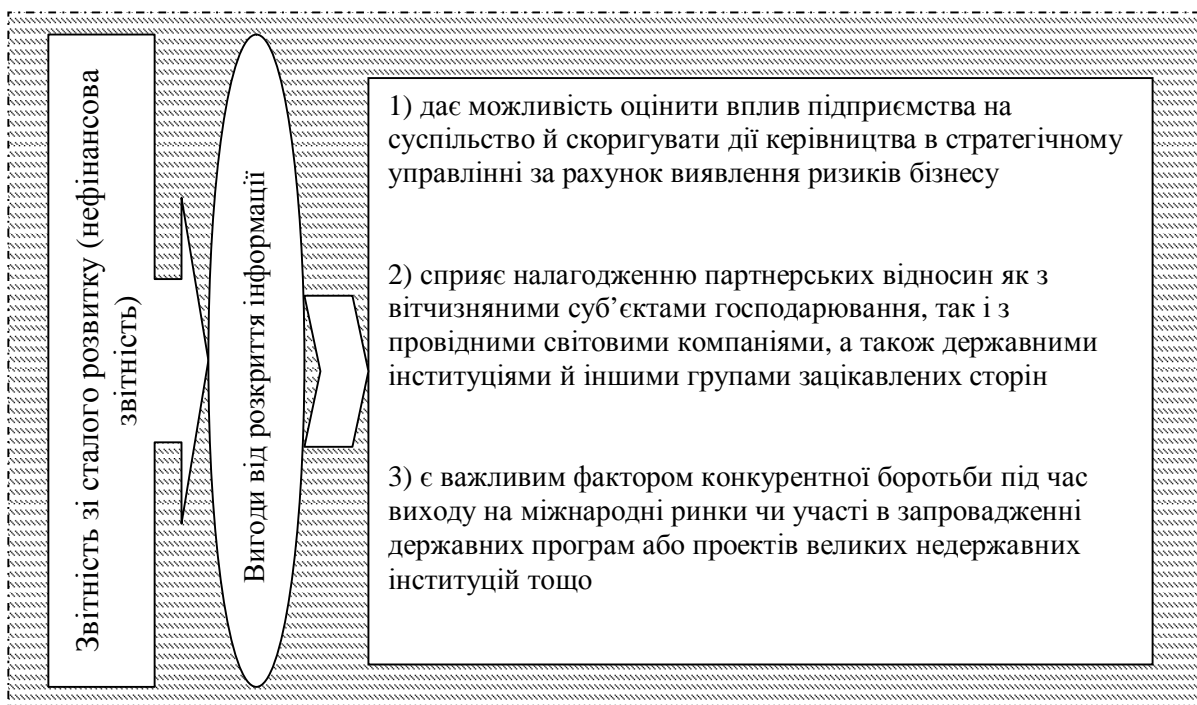 Звітність зі сталого розвитку (нефінансова
звітність)
Вигоди від розкриття інформації
1) дає можливість оцінити вплив підприємства на
суспільство й скоригувати дії керівництва в стратегічному
управлінні за рахунок виявлення ризиків бізнесу
2) сприяє налагодженню партнерських відносин як з
вітчизняними суб’єктами господарювання, так і з
провідними світовими компаніями, а також державними
інституціями й іншими групами зацікавлених сторін
3) є важливим фактором конкурентної боротьби під час
виходу на міжнародні ринки чи участі в запровадженні
державних програм або проектів великих недержавних
інституцій тощо